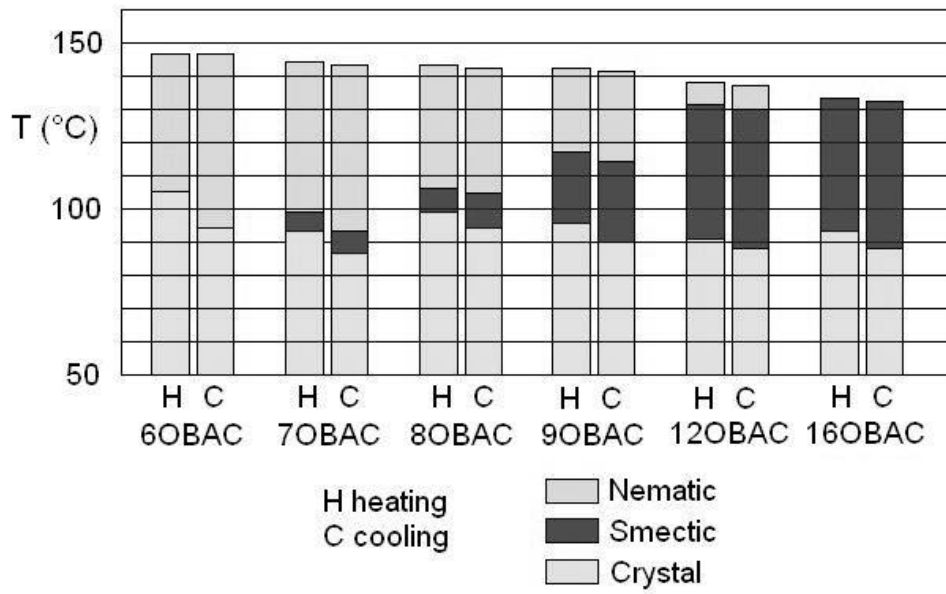 150
T (°C)
100
50
H C H C H C H C H C H C
6OBAC 7OBAC 8OBAC 9OBAC 12OBAC 16OBAC
H heating
C cooling
Nematic
Smectic
Crystal